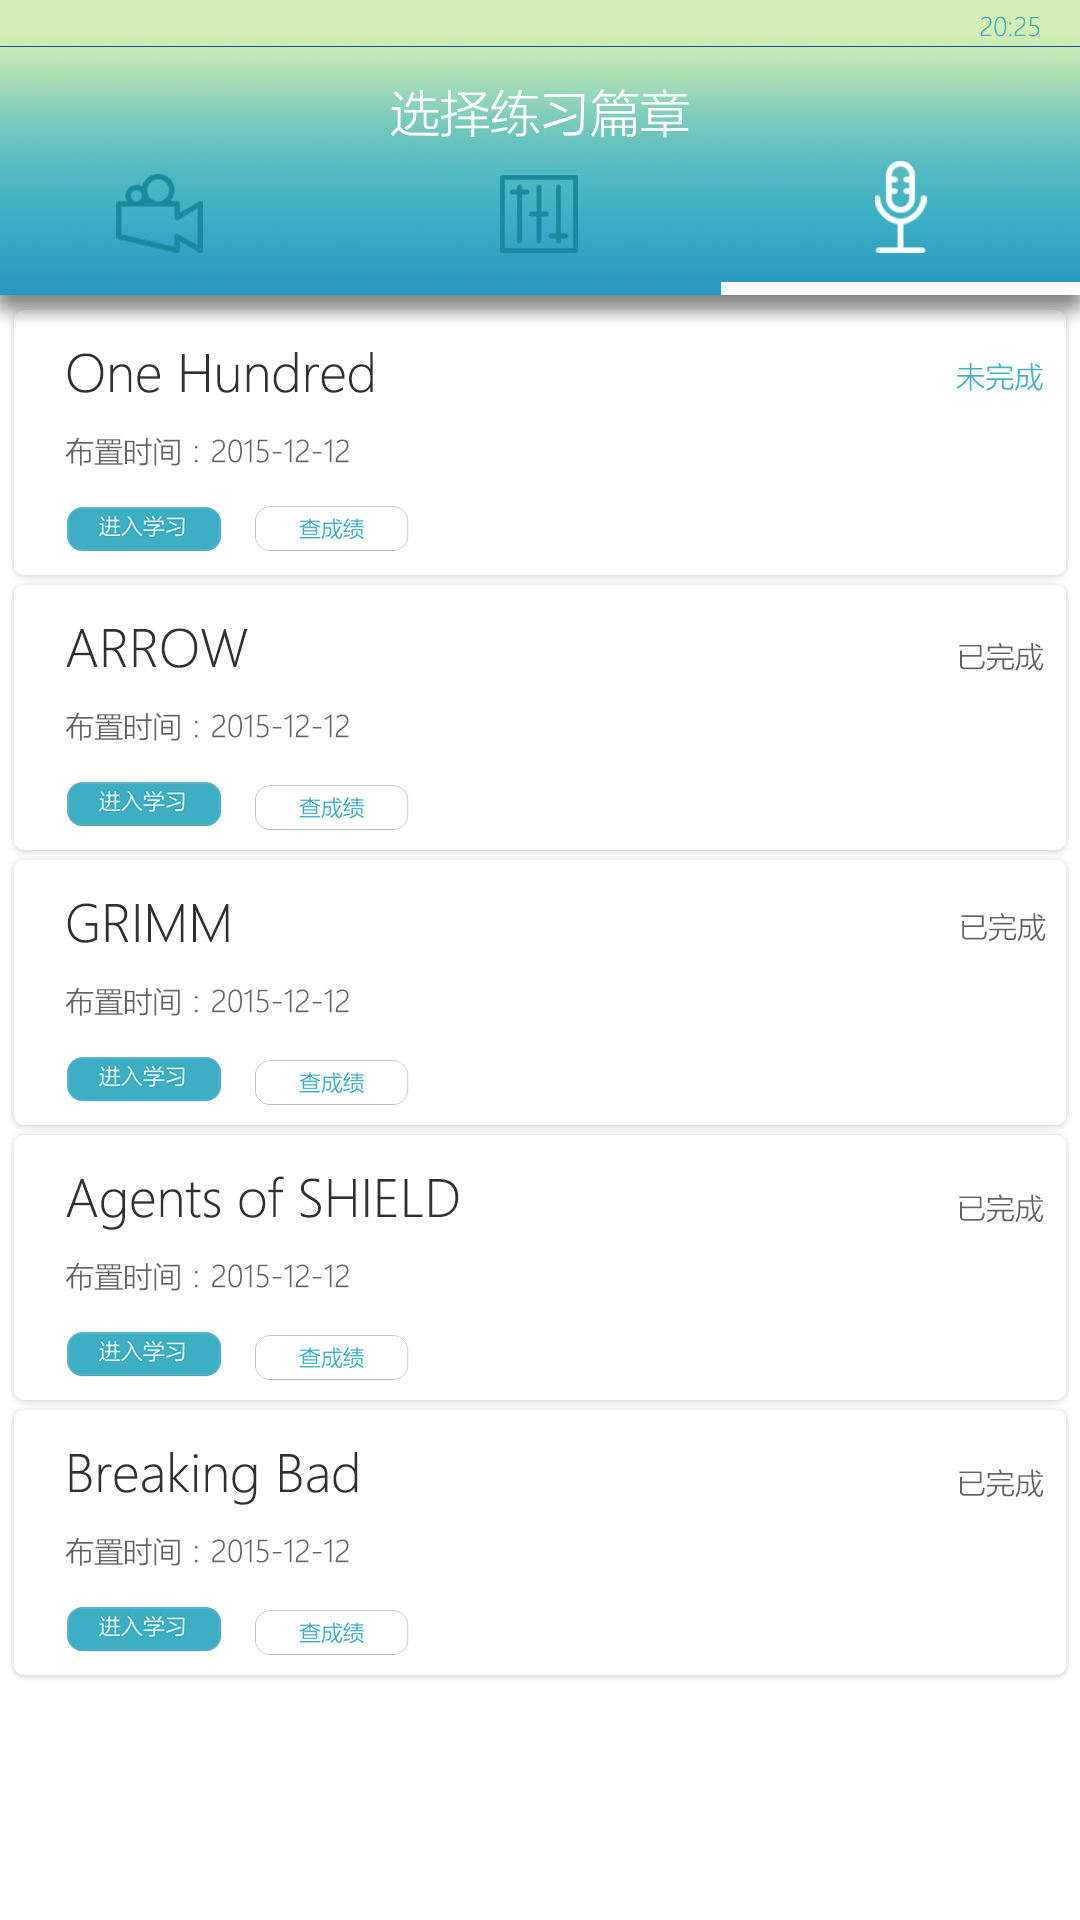 20:25
选择练习篇章
One Hundred
未完成
布置时间：2015-12-12
进入学习 查成绩
ARROW
已完成
布置时间：2015-12-12
进入学习 查成绩
GRIMM
已完成
布置时间：2015-12-12
进入学习 查成绩
Agents of SHIELD
已完成
布置时间：2015-12-12
进入学习 查成绩
Breaking Bad
已完成
布置时间：2015-12-12
进入学习 查成绩